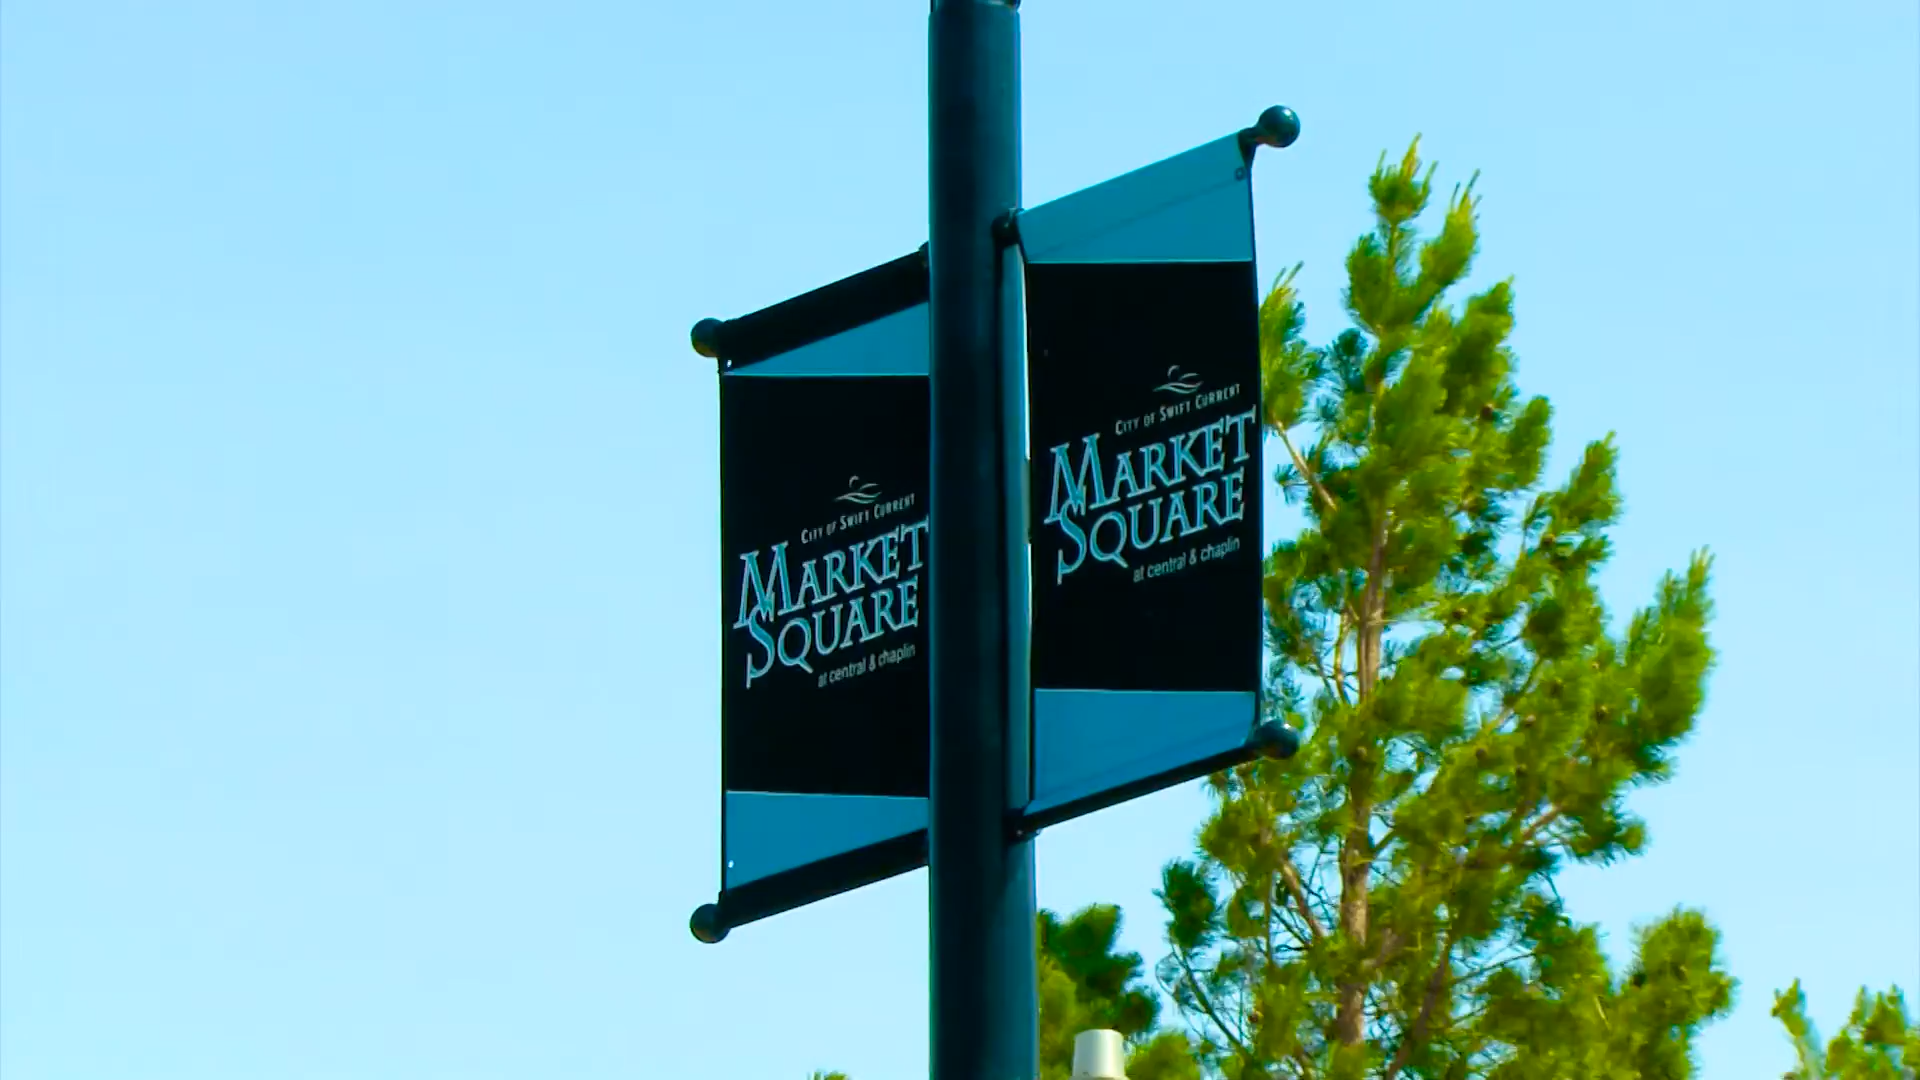 City of Swift Current
Market
Square
at central & chaplin
City of Swift Current
Market
Square
at central & chaplin